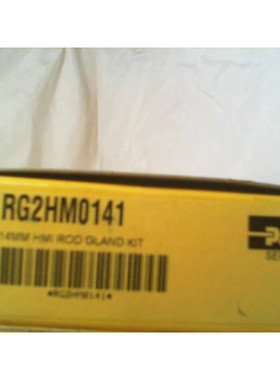 RG2HM0141
14MM HMI ROD GLAND KIT
*RG2HM0141*